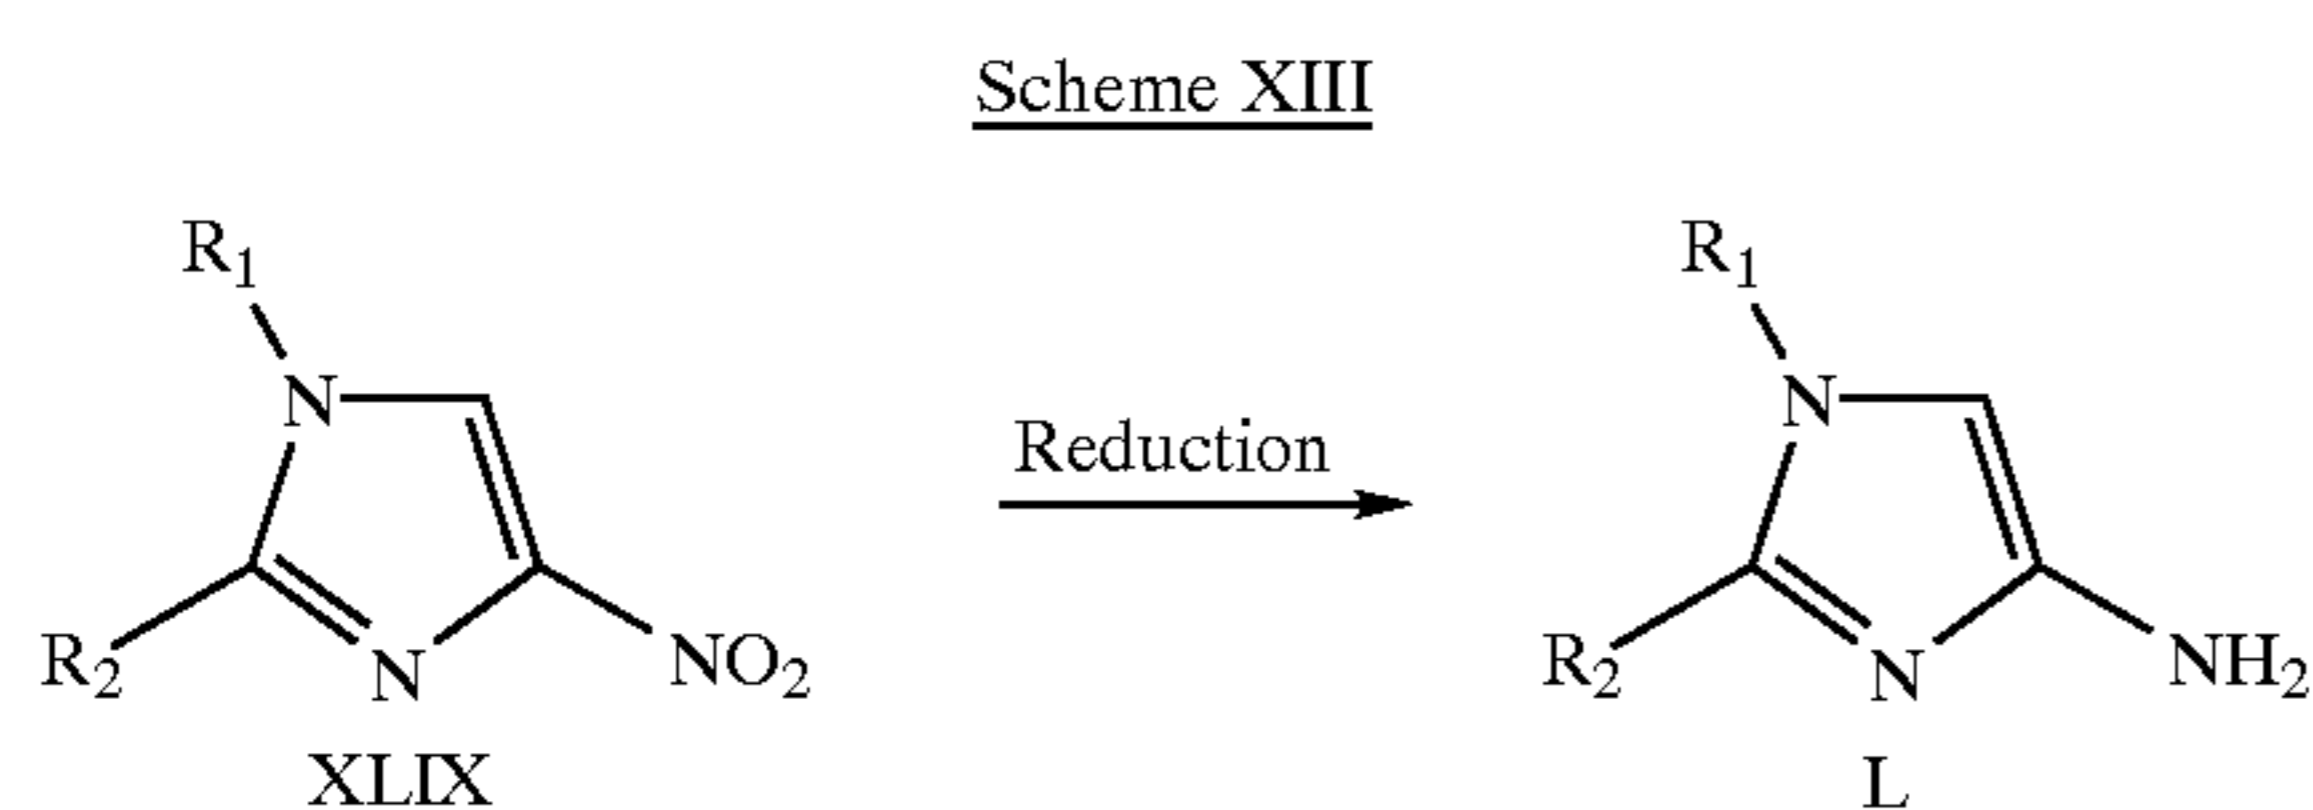 Scheme XIII
R1
R1
N
N
Reduction
R2
N
NO2
R2
N
NH2
XLIX
L